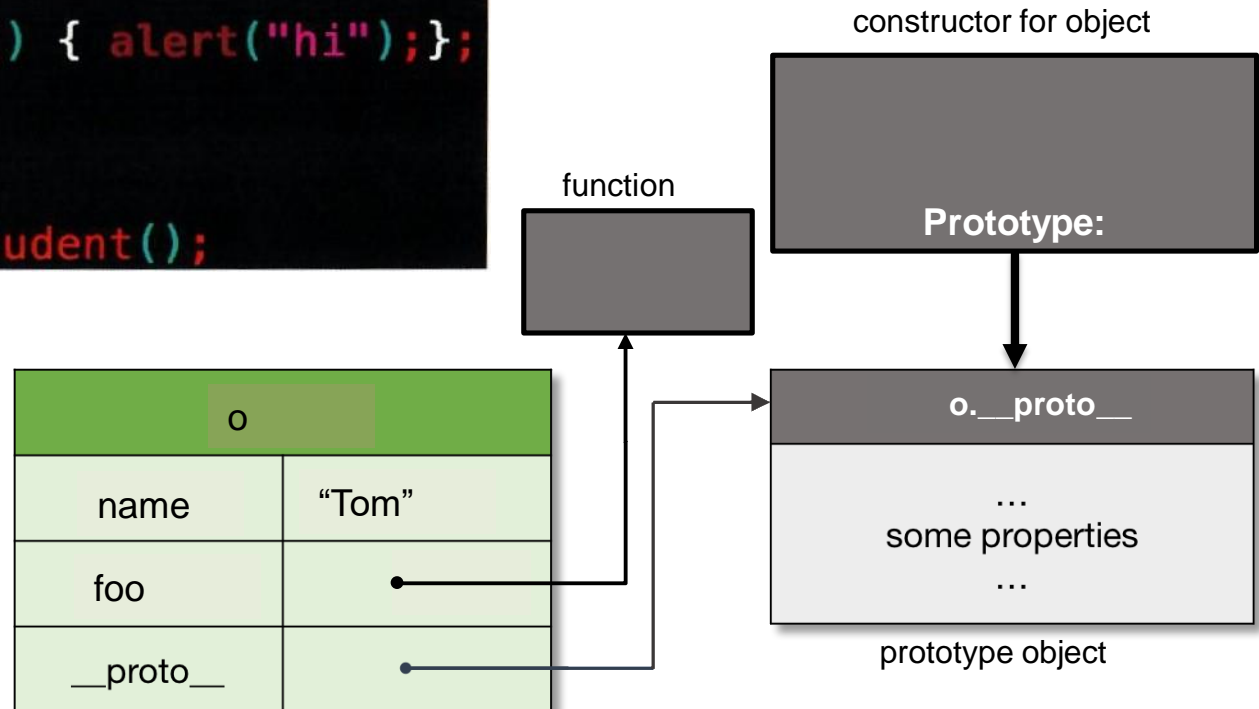 ) { alert("hi");};
udent();
constructor for object
Prototype:
function
o
name “Tom”
foo
__proto__
o.__proto__
...
some properties
...
prototype object